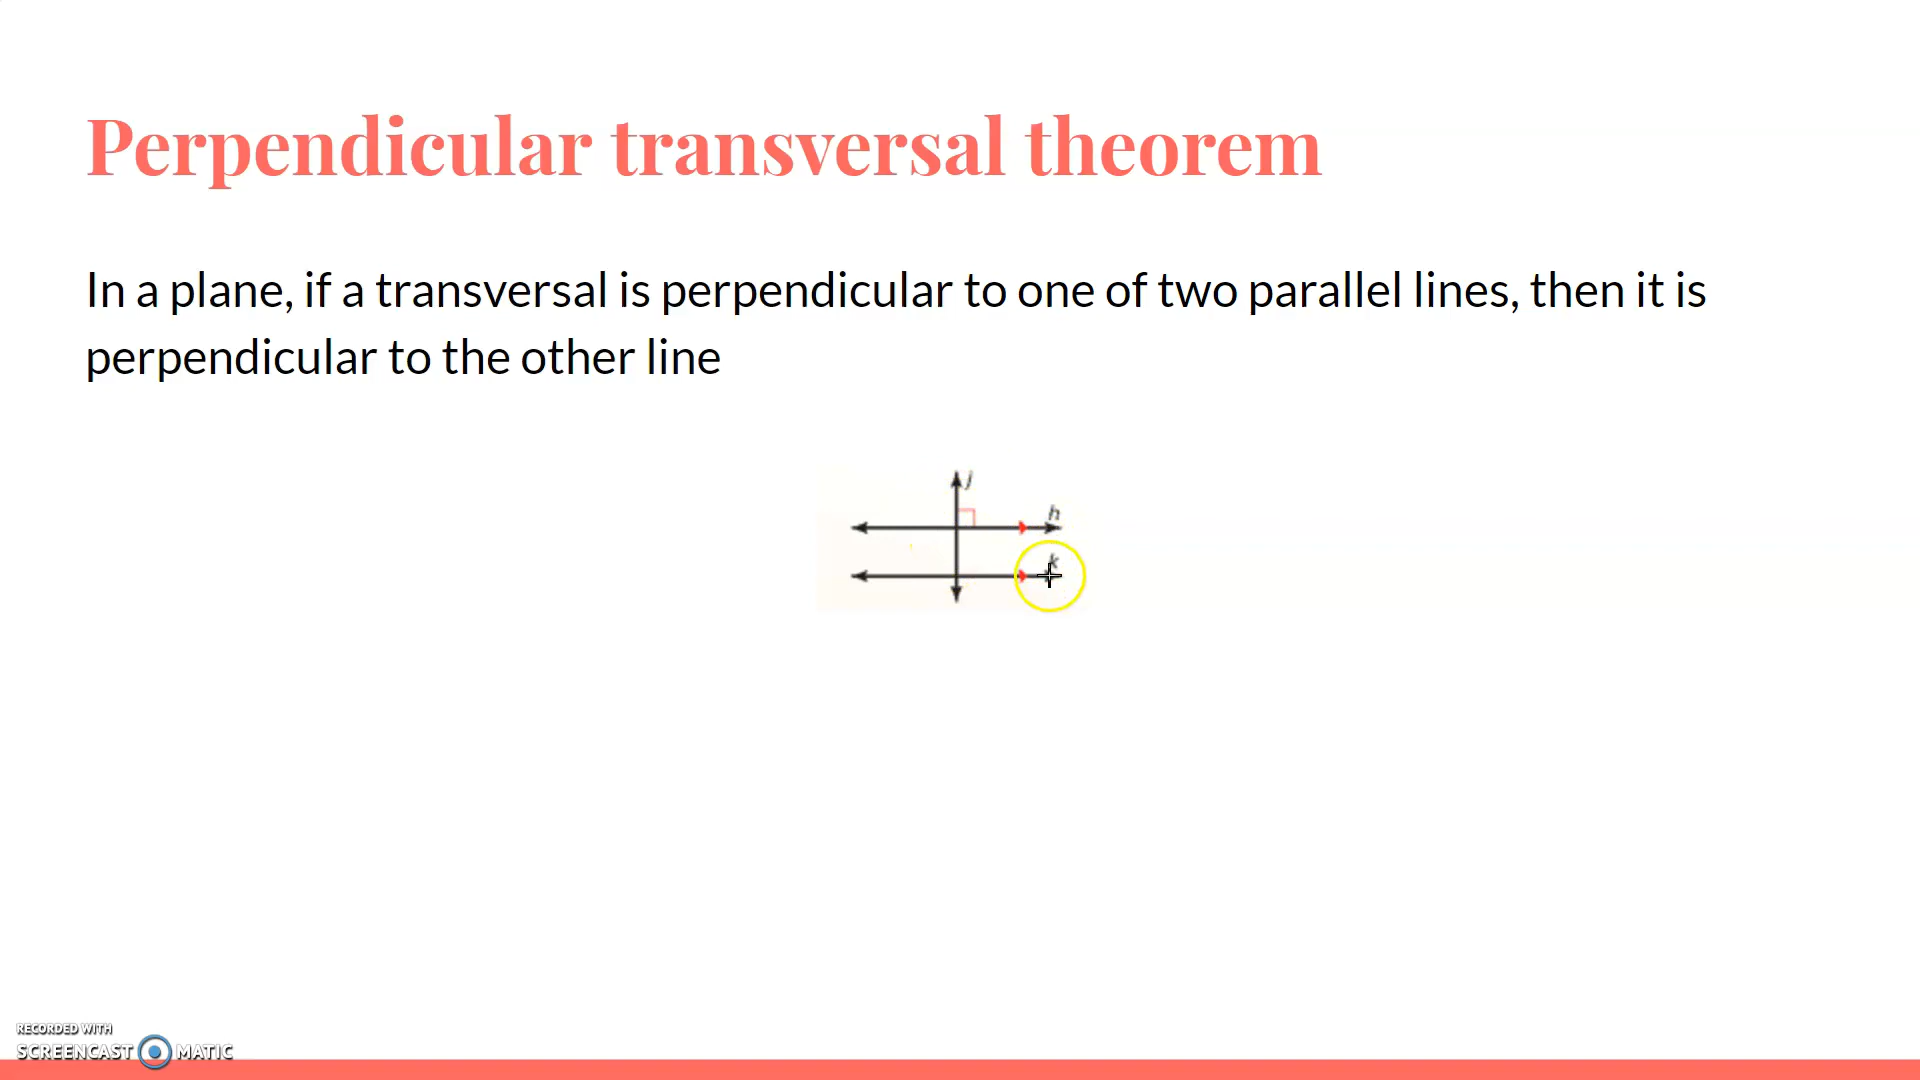 Perpendicular transversal theorem
In a plane, if a transversal is perpendicular to one of two parallel lines, then it is
perpendicular to the other line
j
h
k
RECORDED WITH
SCREENCAST MATIC